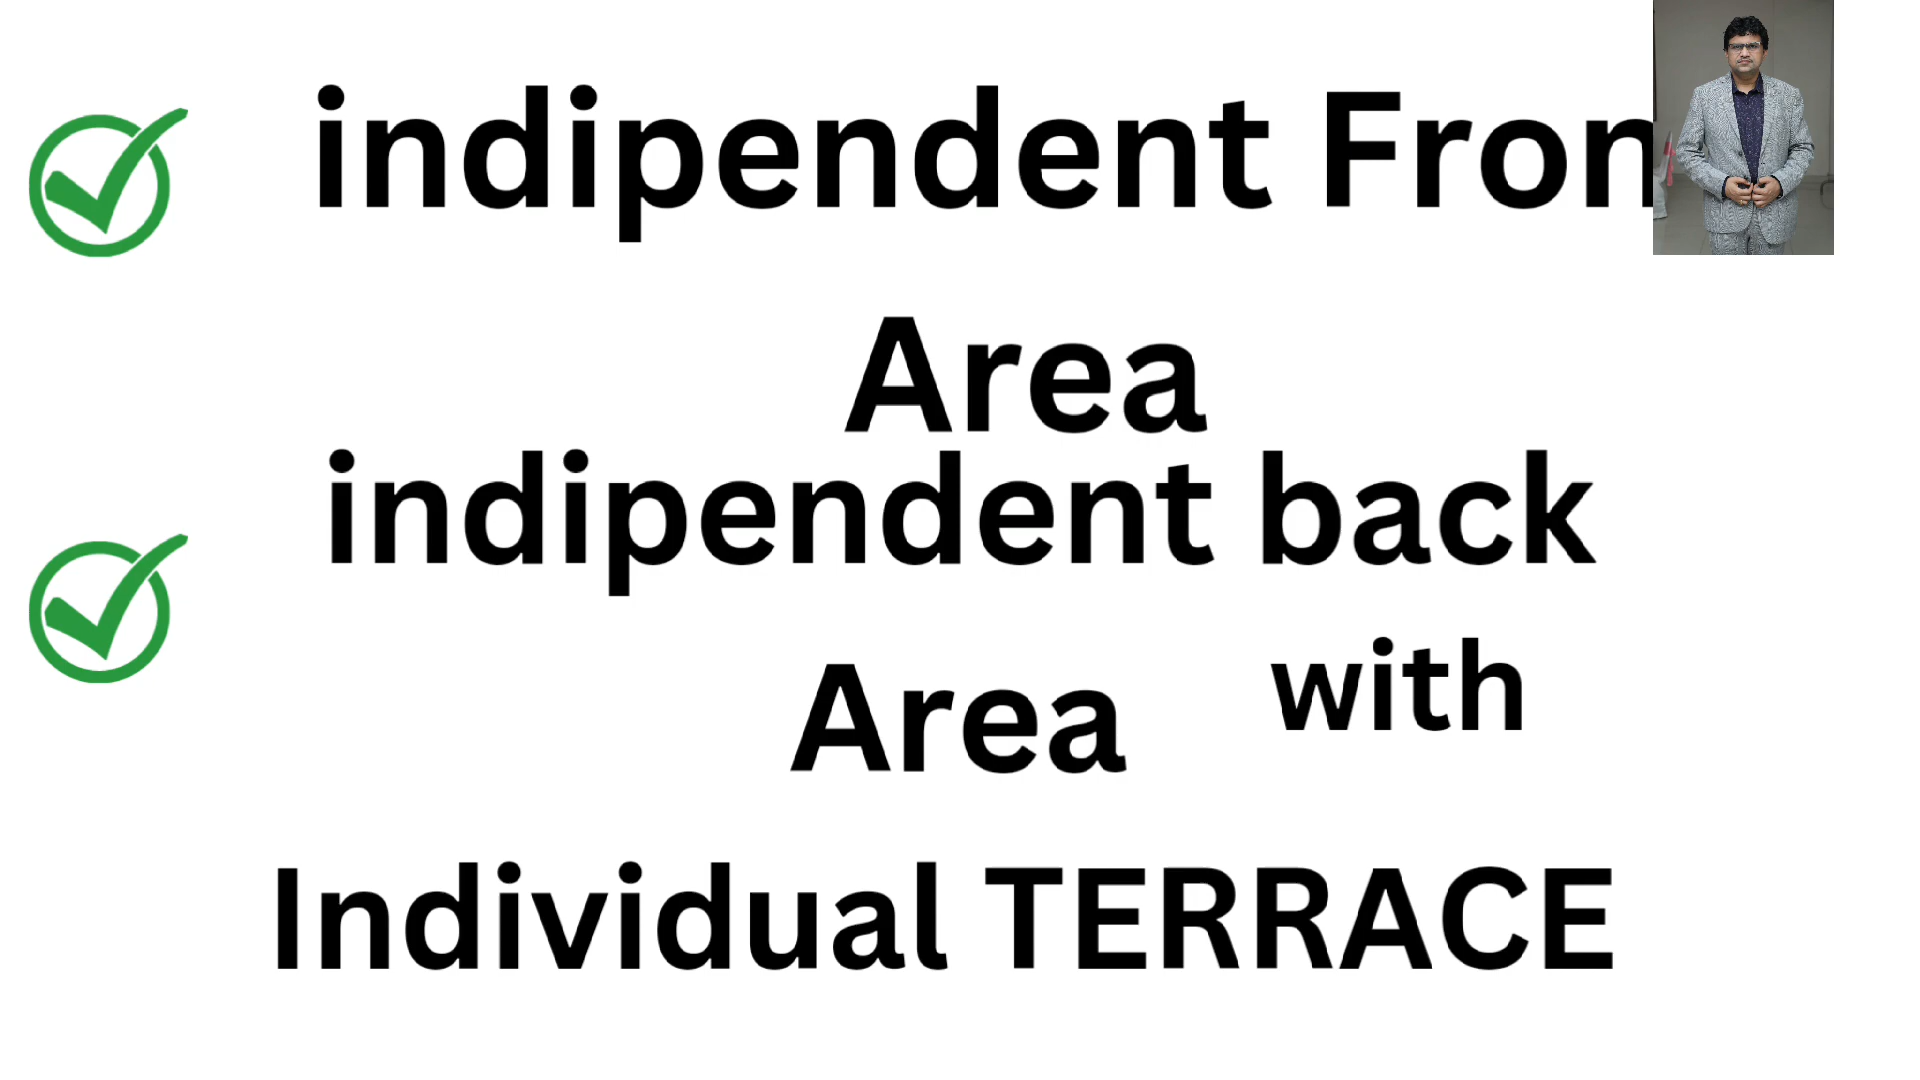 indipendent Fron
Area
indipendent back
Area with
Individual TERRACE